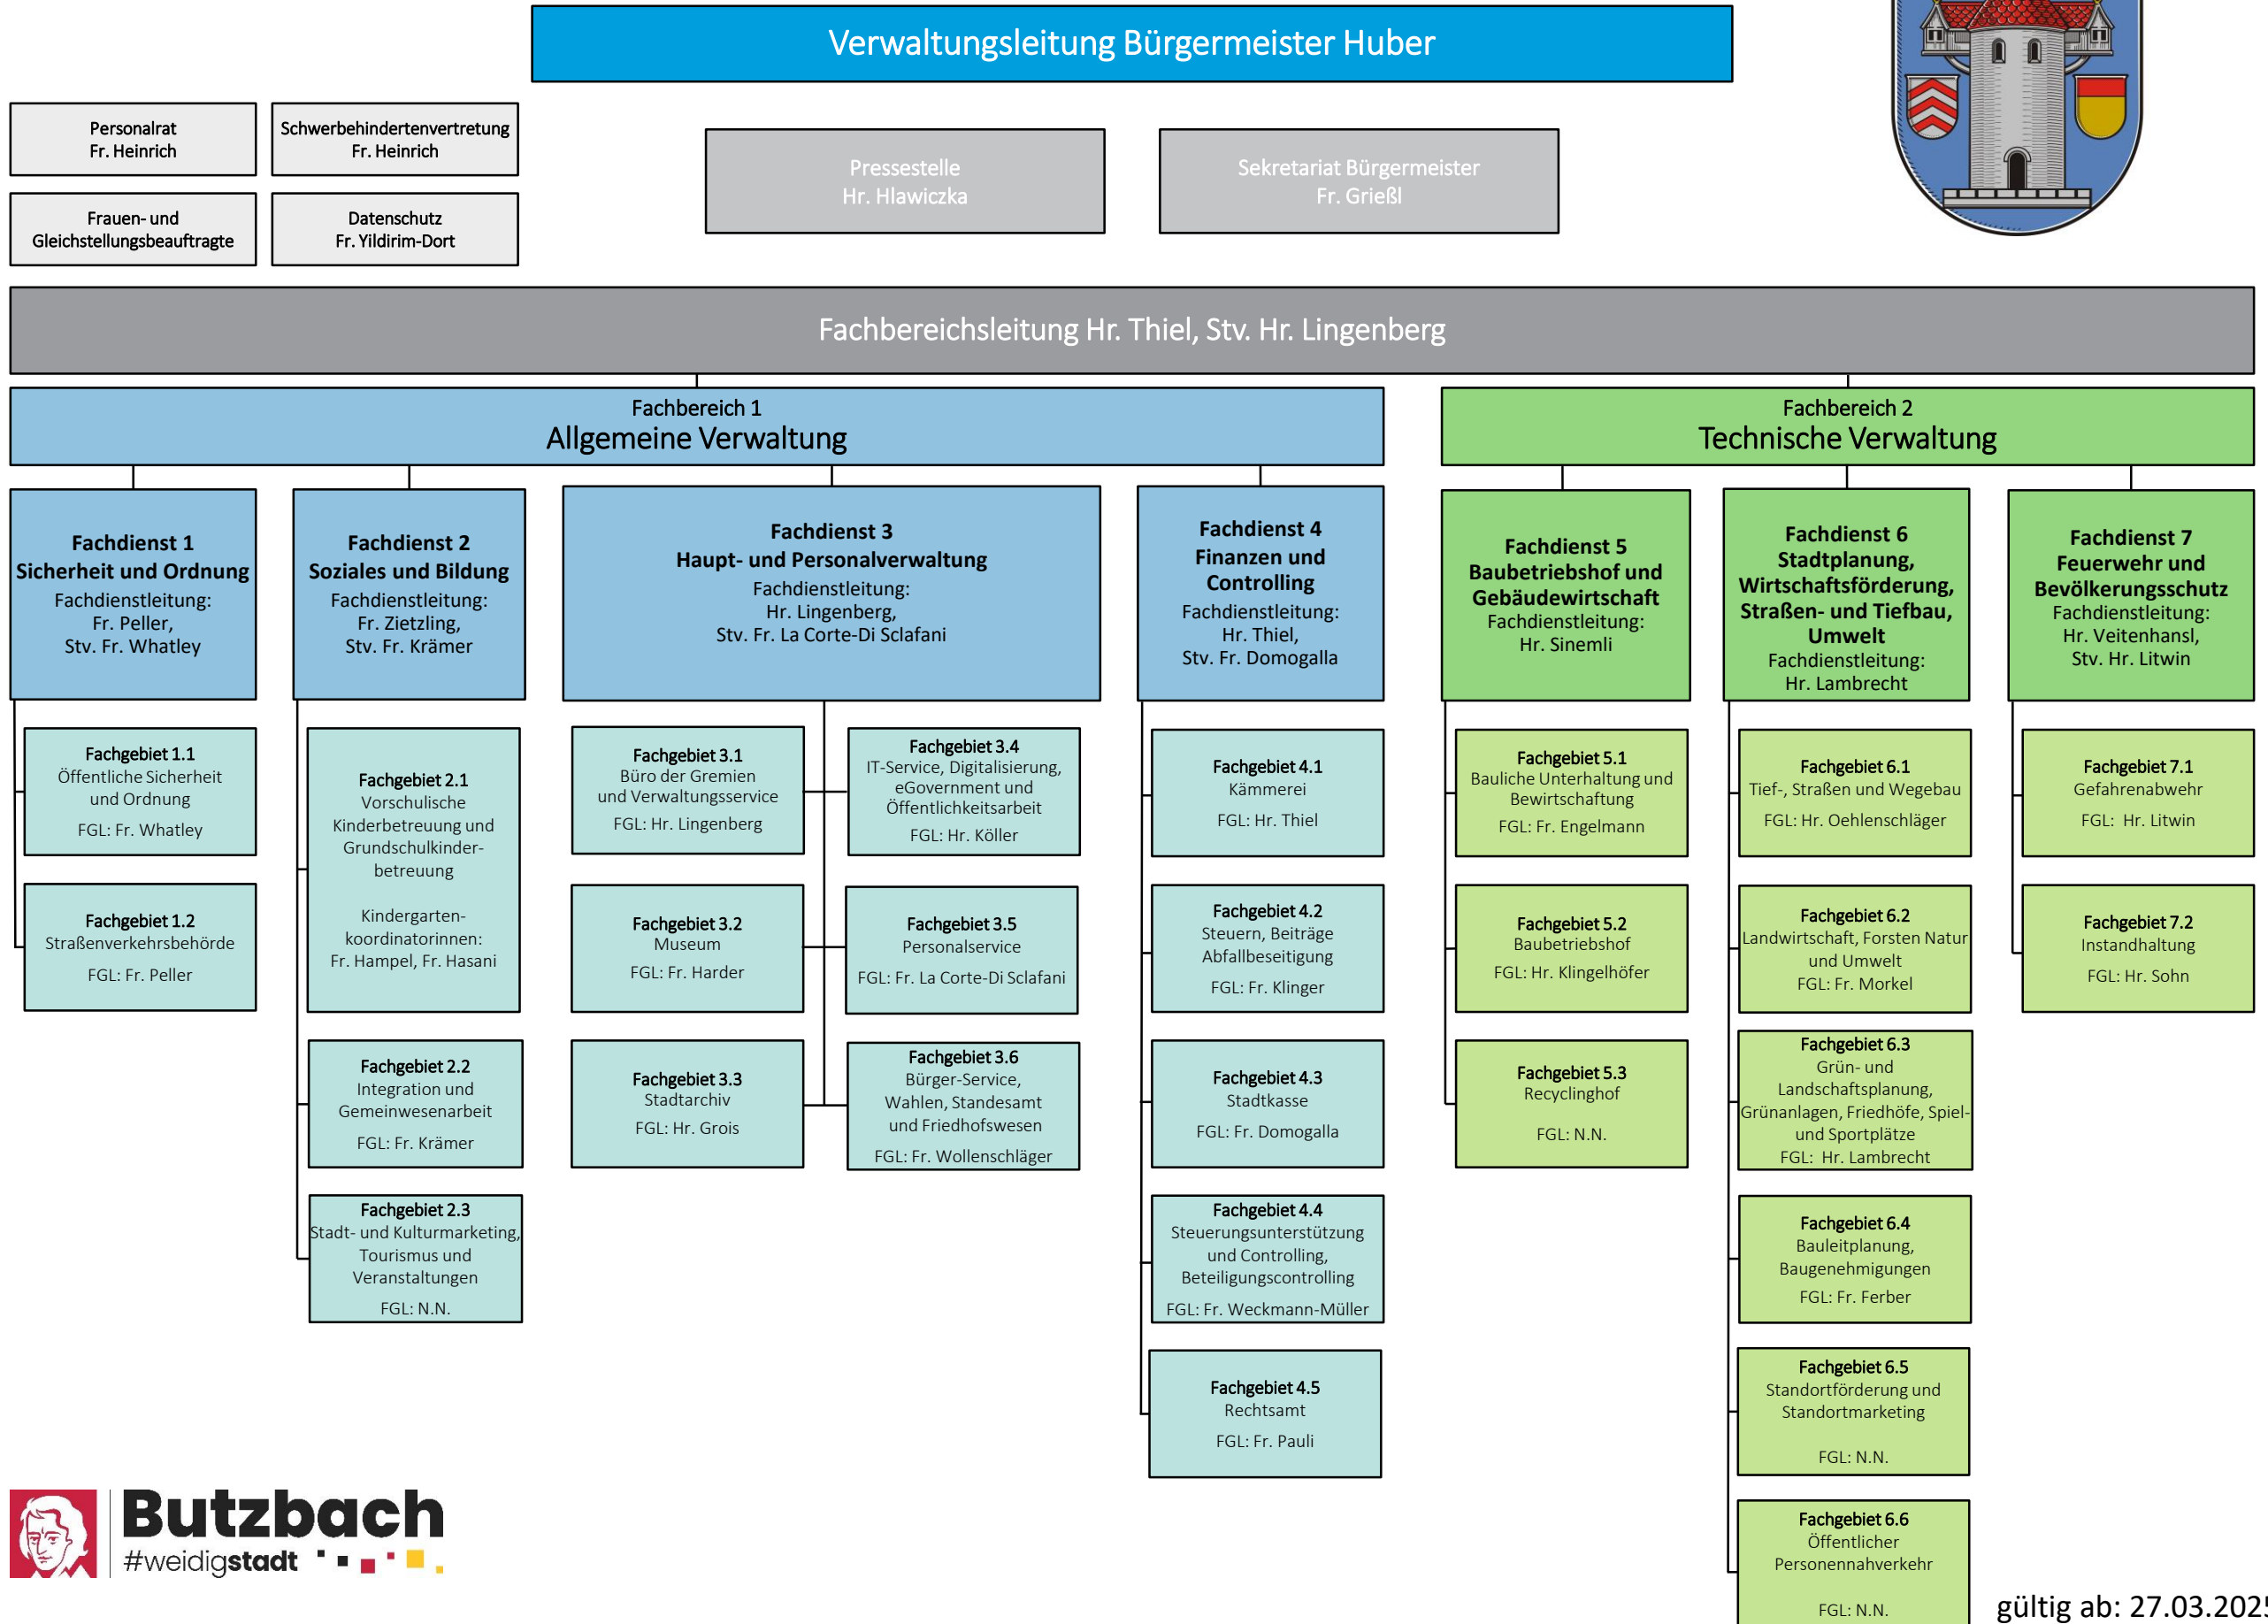 Verwaltungsleitung Bürgermeister Huber
Personalrat
Fr. Heinrich
Schwerbehindertenvertretung
Fr. Heinrich
Frauen- und
Gleichstellungsbeauftragte
Datenschutz
Fr. Yildirim-Dort
Pressestelle
Hr. Hlawiczka
Sekretariat Bürgermeister
Fr. Grießl
Fachbereichsleitung Hr. Thiel, Stv. Hr. Lingenberg
Fachbereich 1
Allgemeine Verwaltung
Fachbereich 2
Technische Verwaltung
Fachdienst 1
Sicherheit und Ordnung
Fachdienstleitung:
Fr. Peller,
Stv. Fr. Whatley
Fachdienst 2
Soziales und Bildung
Fachdienstleitung:
Fr. Zietzling,
Stv. Fr. Krämer
Fachdienst 3
Haupt- und Personalverwaltung
Fachdienstleitung:
Hr. Lingenberg,
Stv. Fr. La Corte-Di Sclafani
Fachdienst 4
Finanzen und
Controlling
Fachdienstleitung:
Hr. Thiel,
Stv. Fr. Domogalla
Fachdienst 5
Baubetriebshof und
Gebäudewirtschaft
Fachdienstleitung:
Hr. Sinemli
Fachdienst 6
Stadtplanung,
Wirtschaftsförderung,
Straßen- und Tiefbau,
Umwelt
Fachdienstleitung:
Hr. Lambrecht
Fachdienst 7
Feuerwehr und
Bevölkerungsschutz
Fachdienstleitung:
Hr. Veitenhansl,
Stv. Hr. Litwin
Fachgebiet 1.1
Öffentliche Sicherheit
und Ordnung
FGL: Fr. Whatley
Fachgebiet 1.2
Straßenverkehrsbehörde
FGL: Fr. Peller
Fachgebiet 2.1
Vorschulische
Kinderbetreuung und
Grundschulkinder-
betreuung
Kindergarten-
koordinatorinnen:
Fr. Hampel, Fr. Hasani
Fachgebiet 2.2
Integration und
Gemeinwesenarbeit
FGL: Fr. Krämer
Fachgebiet 2.3
Stadt- und Kulturmarketing,
Tourismus und
Veranstaltungen
FGL: N.N.
Fachgebiet 3.1
Büro der Gremien
und Verwaltungsservice
FGL: Hr. Lingenberg
Fachgebiet 3.2
Museum
FGL: Fr. Harder
Fachgebiet 3.3
Stadtarchiv
FGL: Hr. Grois
Fachgebiet 3.4
IT-Service, Digitalisierung,
eGovernment und
Öffentlichkeitsarbeit
FGL: Hr. Köller
Fachgebiet 3.5
Personalservice
FGL: Fr. La Corte-Di Sclafani
Fachgebiet 3.6
Bürger-Service,
Wahlen, Standesamt
und Friedhofswesen
FGL: Fr. Wollenschläger
Fachgebiet 4.1
Kämmerei
FGL: Hr. Thiel
Fachgebiet 4.2
Steuern, Beiträge
Abfallbeseitigung
FGL: Fr. Klinger
Fachgebiet 4.3
Stadtkasse
FGL: Fr. Domogalla
Fachgebiet 4.4
Steuerungsunterstützung
und Controlling,
Beteiligungscontrolling
FGL: Fr. Weckmann-Müller
Fachgebiet 4.5
Rechtsamt
FGL: Fr. Pauli
Fachgebiet 5.1
Bauliche Unterhaltung und
Bewirtschaftung
FGL: Fr. Engelmann
Fachgebiet 5.2
Baubetriebshof
FGL: Hr. Klingelhöfer
Fachgebiet 5.3
Recyclinghof
FGL: N.N.
Fachgebiet 6.1
Tief-, Straßen und Wegebau
FGL: Hr. Oehlenschläger
Fachgebiet 6.2
Landwirtschaft, Forsten Natur
und Umwelt
FGL: Fr. Morkel
Fachgebiet 6.3
Grün- und
Landschaftsplanung,
Grünanlagen, Friedhöfe, Spiel-
und Sportplätze
FGL: Hr. Lambrecht
Fachgebiet 6.4
Bauleitplanung,
Baugenehmigungen
FGL: Fr. Ferber
Fachgebiet 6.5
Standortförderung und
Standortmarketing
FGL: N.N.
Fachgebiet 6.6
Öffentlicher
Personennahverkehr
FGL: N.N.
Fachgebiet 7.1
Gefahrenabwehr
FGL: Hr. Litwin
Fachgebiet 7.2
Instandhaltung
FGL: Hr. Sohn
Butzbach
#weidigstadt
gültig ab: 27.03.2025